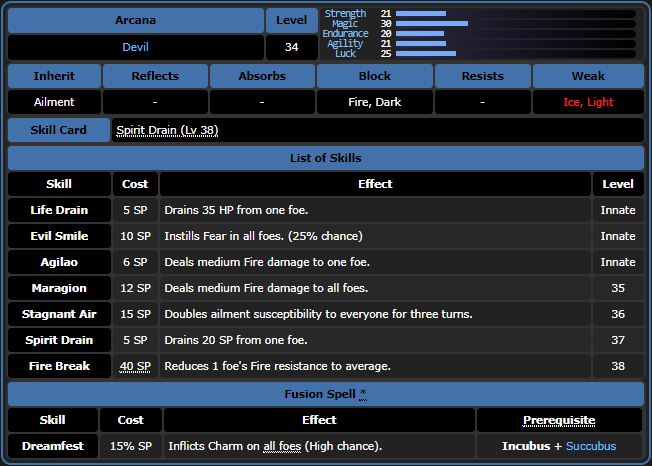 Arcana Level
Devil 34
Strength 21
Magic 30
Endurance 20
Agility 21
Luck 25
Inherit Reflects Absorbs Block Resists Weak
Ailment - - Fire, Dark - Ice, Light
Skill Card Spirit Drain (Lv 38)
List of Skills
Skill Cost Effect Level
Life Drain 5 SP Drains 35 HP from one foe. Innate
Evil Smile 10 SP Instills Fear in all foes. (25% chance) Innate
Agilao 6 SP Deals medium Fire damage to one foe. Innate
Maragion 12 SP Deals medium Fire damage to all foes. 35
Stagnant Air 15 SP Doubles ailment susceptibility to everyone for three turns. 36
Spirit Drain 5 SP Drains 20 SP from one foe. 37
Fire Break 40 SP Reduces 1 foe's Fire resistance to average. 38
Fusion Spell *
Skill Cost Effect Prerequisite
Dreamfest 15% SP Inflicts Charm on all foes (High chance). Incubus + Succubus